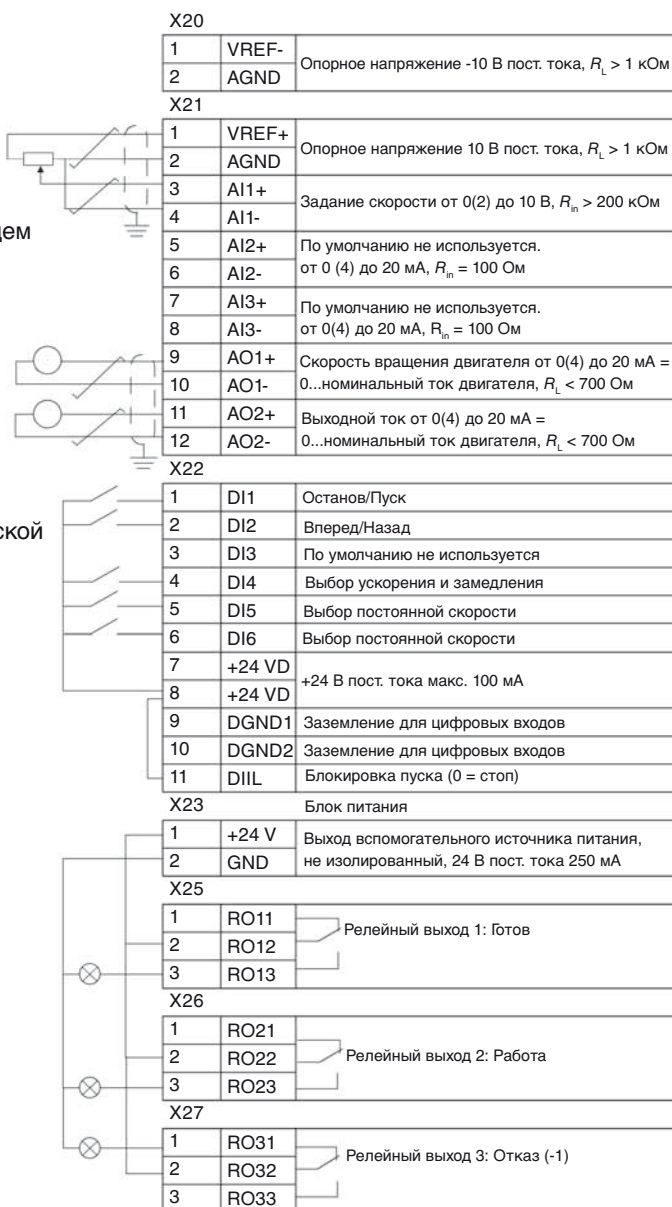 X20
1 VREF- Опорное напряжение -10 В пост. тока, R_L > 1 кОм
2 AGND
X21
1 VREF+ Опорное напряжение 10 В пост. тока, R_L > 1 кОм
2 AGND
3 AI1+ Задание скорости от 0(2) до 10 В, R_in > 200 кОм
4 AI1-
5 AI2+ По умолчанию не используется.
6 AI2- от 0 (4) до 20 мА, R_in = 100 Ом
7 AI3+ По умолчанию не используется.
8 AI3- от 0(4) до 20 мА, R_in = 100 Ом
9 AO1+ Скорость вращения двигателя от 0(4) до 20 мА =
10 AO1- 0...номинальный ток двигателя, R_L < 700 Ом
11 AO2+ Выходной ток от 0(4) до 20 мА =
12 AO2- 0...номинальный ток двигателя, R_L < 700 Ом
X22
1 DI1 Останов/Пуск
2 DI2 Вперед/Назад
3 DI3 По умолчанию не используется
4 DI4 Выбор ускорения и замедления
5 DI5 Выбор постоянной скорости
6 DI6 Выбор постоянной скорости
7 +24 VD +24 В пост. тока макс. 100 мА
8 +24 VD
9 DGND1 Заземление для цифровых входов
10 DGND2 Заземление для цифровых входов
11 DIIL Блокировка пуска (0 = стоп)
X23 Блок питания
1 +24 V Выход вспомогательного источника питания,
2 GND не изолированный, 24 В пост. тока 250 мА
X25
1 RO11 Релейный выход 1: Готов
2 RO12
3 RO13
X26
1 RO21
2 RO22 Релейный выход 2: Работа
3 RO23
X27
1 RO31 Релейный выход 3: Отказ (-1)
2 RO32
3 RO33